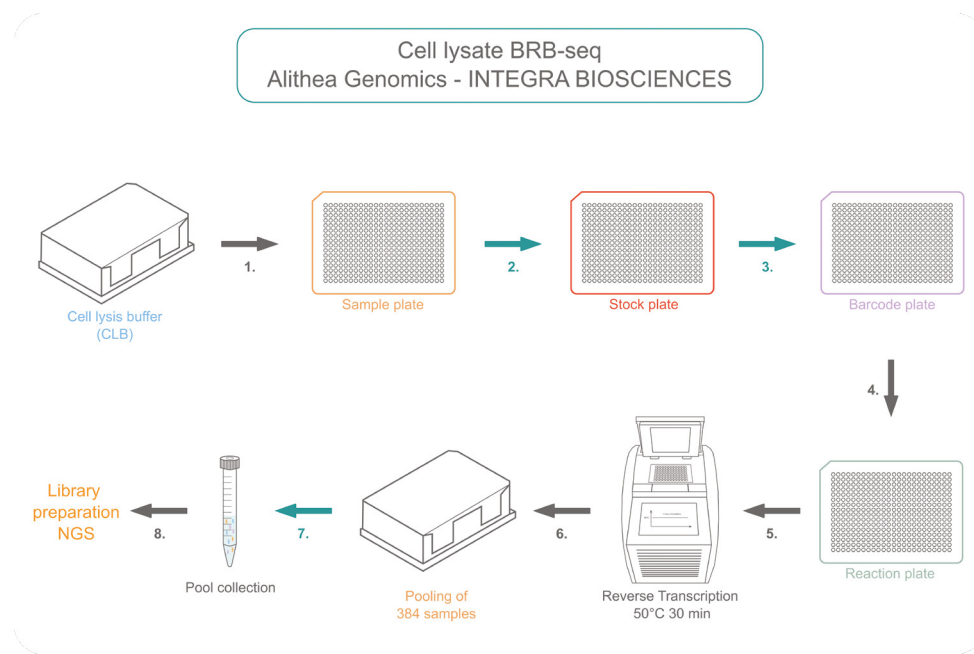 Cell lysate BRB-seq
Alithea Genomics - INTEGRA BIOSCIENCES
1.
2.
3.
Cell lysis buffer
(CLB)
Sample plate
Stock plate
Barcode plate
4.
Library
preparation
NGS
8.
7.
6.
5.
Pool collection
Pooling of
384 samples
Reverse Transcription
50°C 30 min
Reaction plate